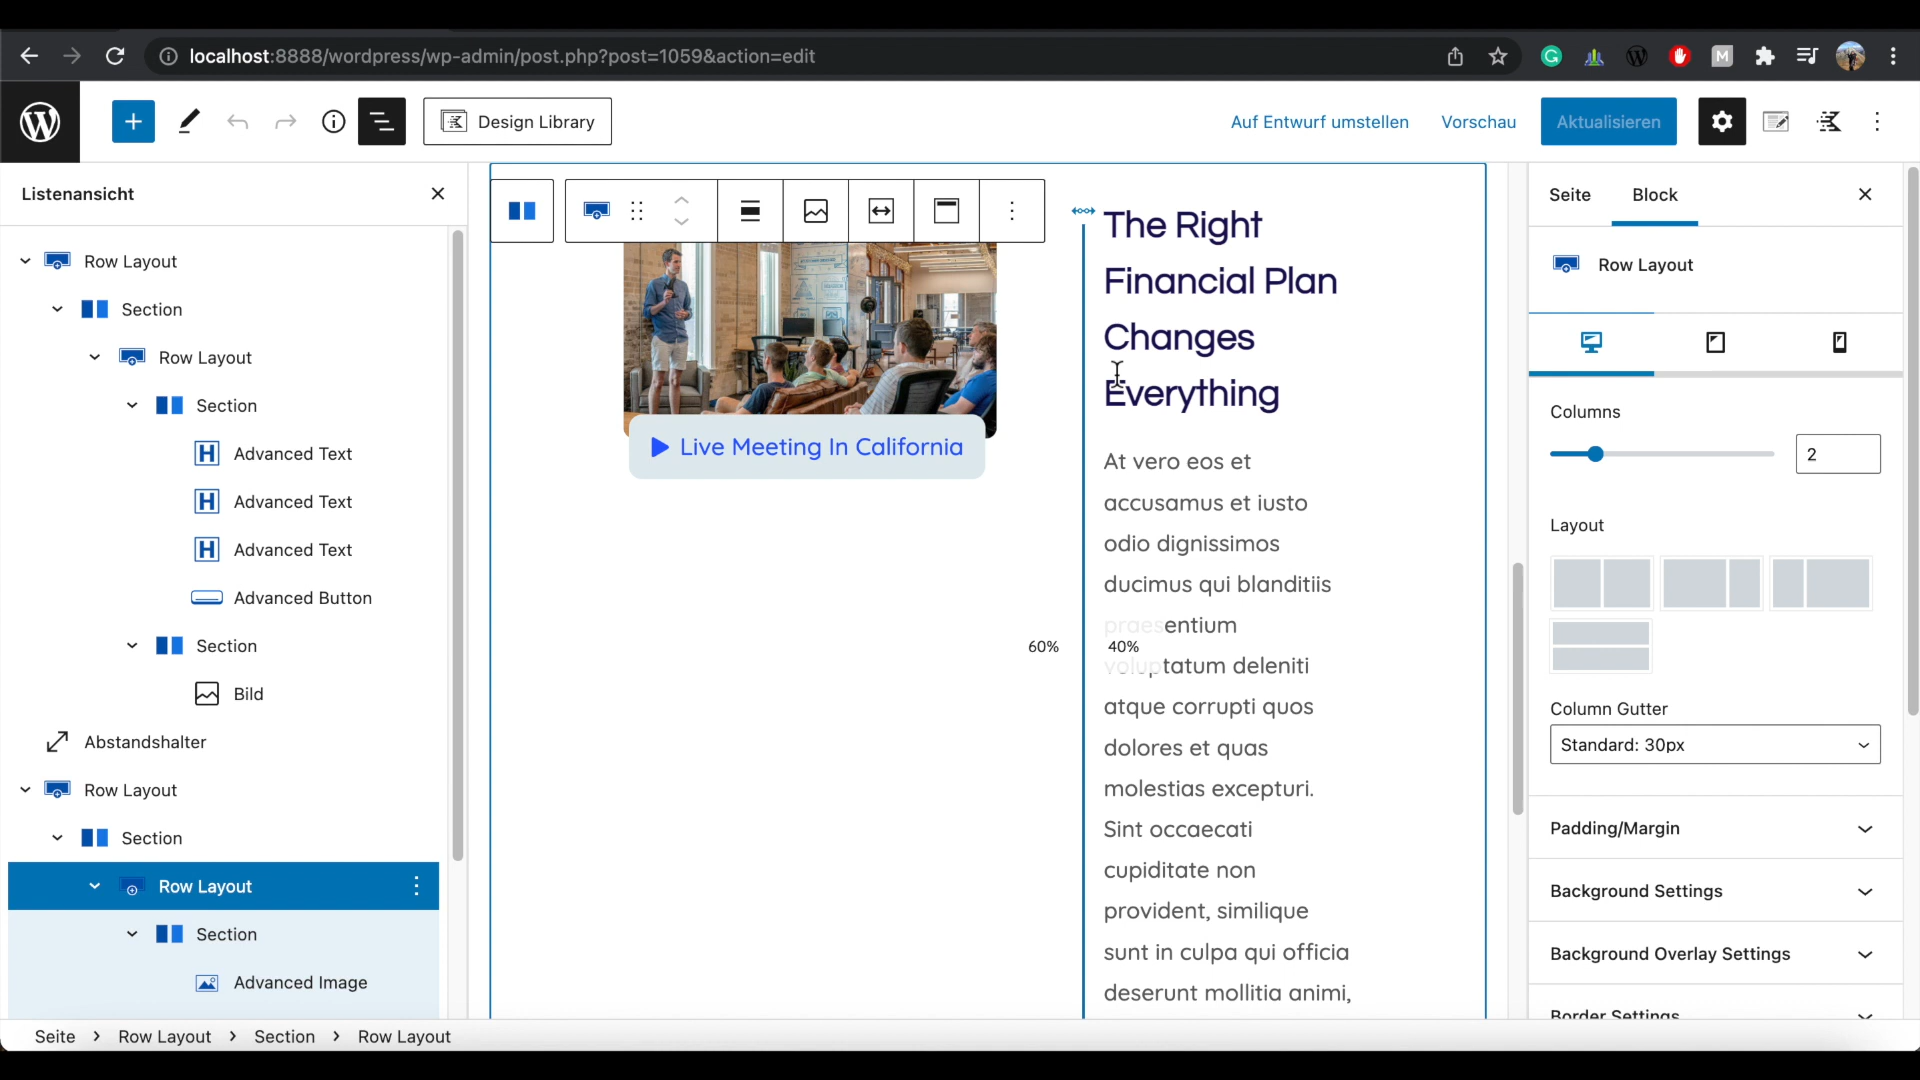 localhost:8888/wordpress/wp-admin/post.php?post=1059&action=edit
Design Library
Auf Entwurf umstellen
Vorschau
Aktualisieren
Listenansicht
Row Layout
Section
Row Layout
Section
Advanced Text
Advanced Text
Advanced Text
Advanced Button
Section
Bild
Abstandshalter
Row Layout
Section
Row Layout
Section
Advanced Image
The Right
Financial Plan
Changes
Everything
Live Meeting In California
At vero eos et
accusamus et iusto
odio dignissimos
ducimus qui blanditiis
praesentium
60%
40%
voluptatum deleniti
atque corrupti quos
dolores et quas
molestias excepturi.
Sint occaecati
cupiditate non
provident, similique
sunt in culpa qui officia
deserunt mollitia animi,
Seite
Block
Row Layout
Columns
2
Layout
Column Gutter
Standard: 30px
Padding/Margin
Background Settings
Background Overlay Settings
Border Settings
Seite > Row Layout > Section > Row Layout